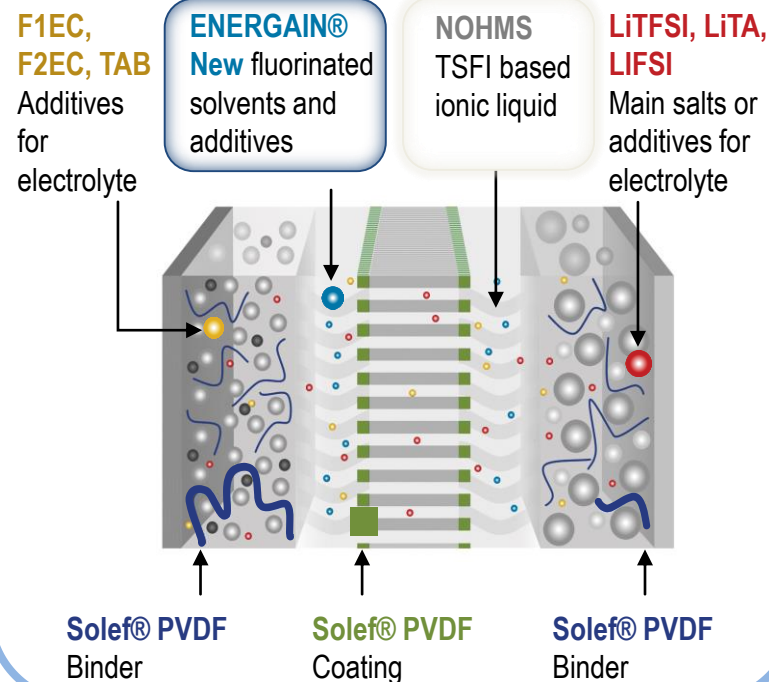 F1EC,
F2EC, TAB
Additives
for
electrolyte
ENERGAIN®
New fluorinated
solvents and
additives
NOHMS
TSFI based
ionic liquid
LiTFSI, LiTA,
LIFSI
Main salts or
additives for
electrolyte
Solef® PVDF
Binder
Solef® PVDF
Coating
Solef® PVDF
Binder